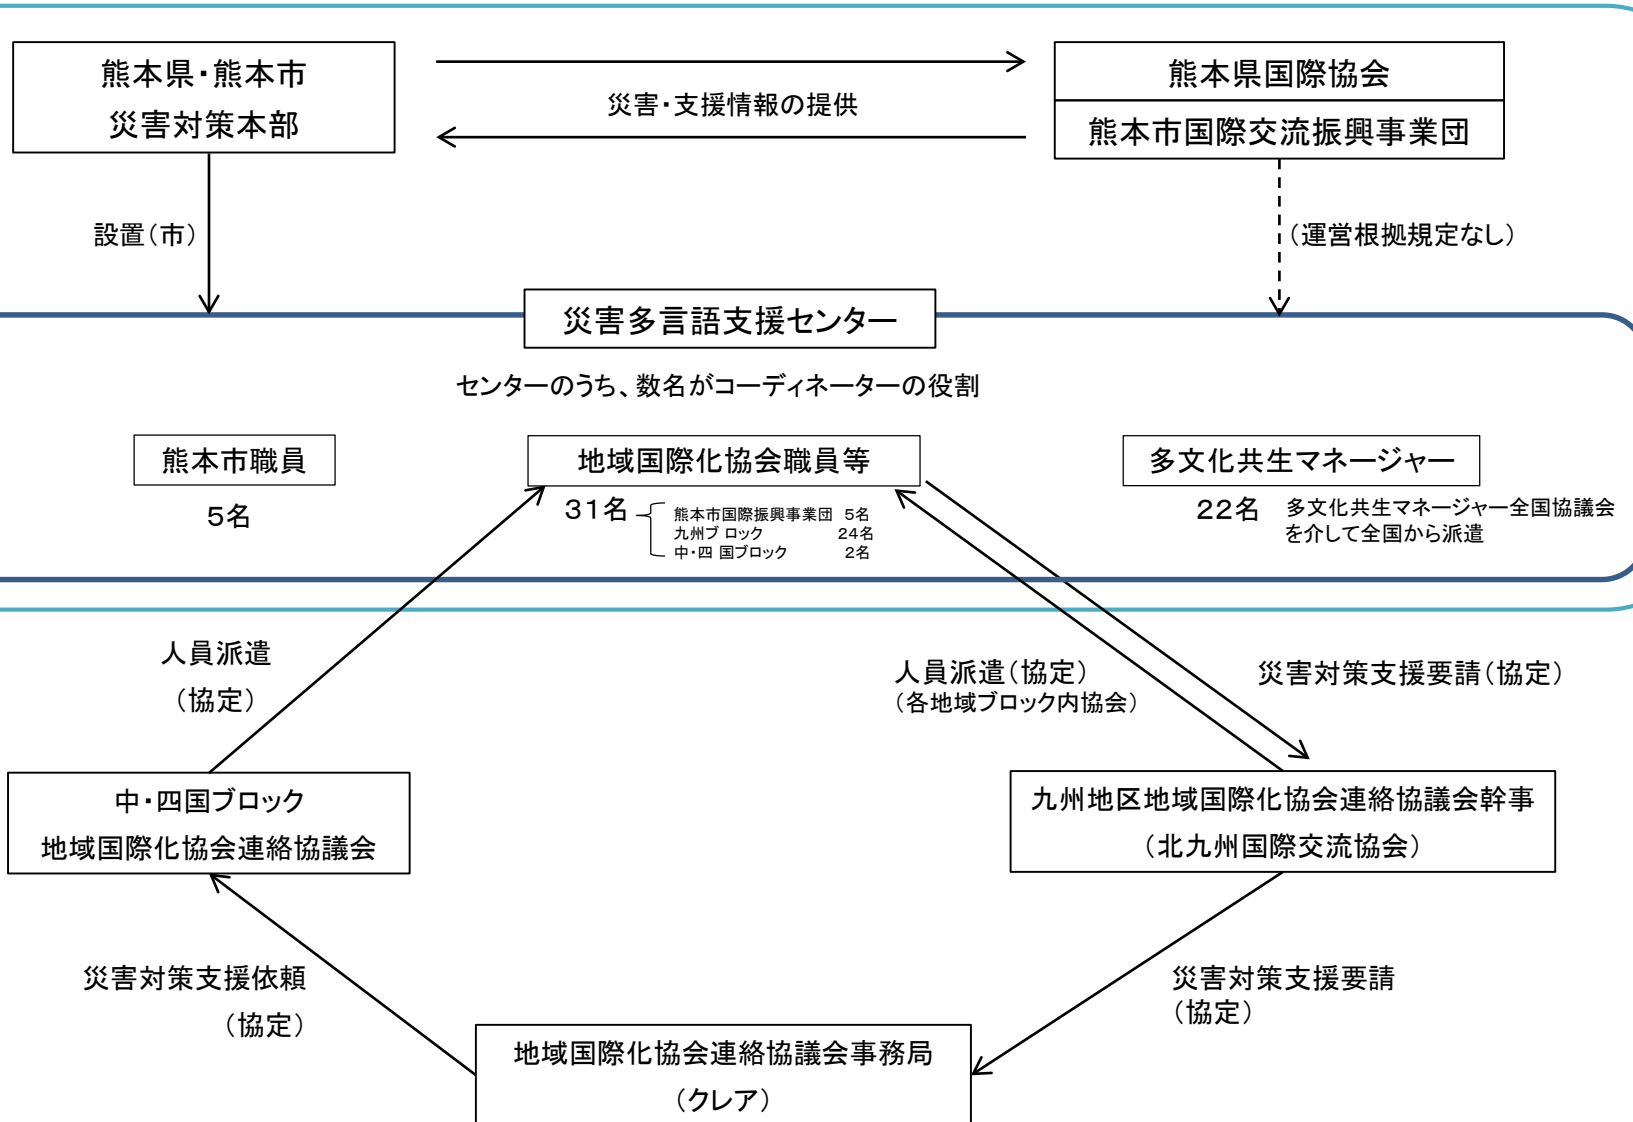 熊本県・熊本市
災害対策本部
災害・支援情報の提供
熊本県国際協会
熊本市国際交流振興事業団
設置（市）
（運営根拠規定なし）
災害多言語支援センター
センターのうち、数名がコーディネーターの役割
熊本市職員
5名
地域国際化協会職員等
31名
熊本市国際振興事業団 5名
九州ブロック 24名
中・四国ブロック 2名
多文化共生マネージャー
22名
多文化共生マネージャー全国協議会
を介して全国から派遣
人員派遣
（協定）
人員派遣（協定）
（各地域ブロック内協会）
災害対策支援要請（協定）
中・四国ブロック
地域国際化協会連絡協議会
九州地区地域国際化協会連絡協議会幹事
（北九州国際交流協会）
災害対策支援依頼
（協定）
災害対策支援要請
（協定）
地域国際化協会連絡協議会事務局
（クレア）